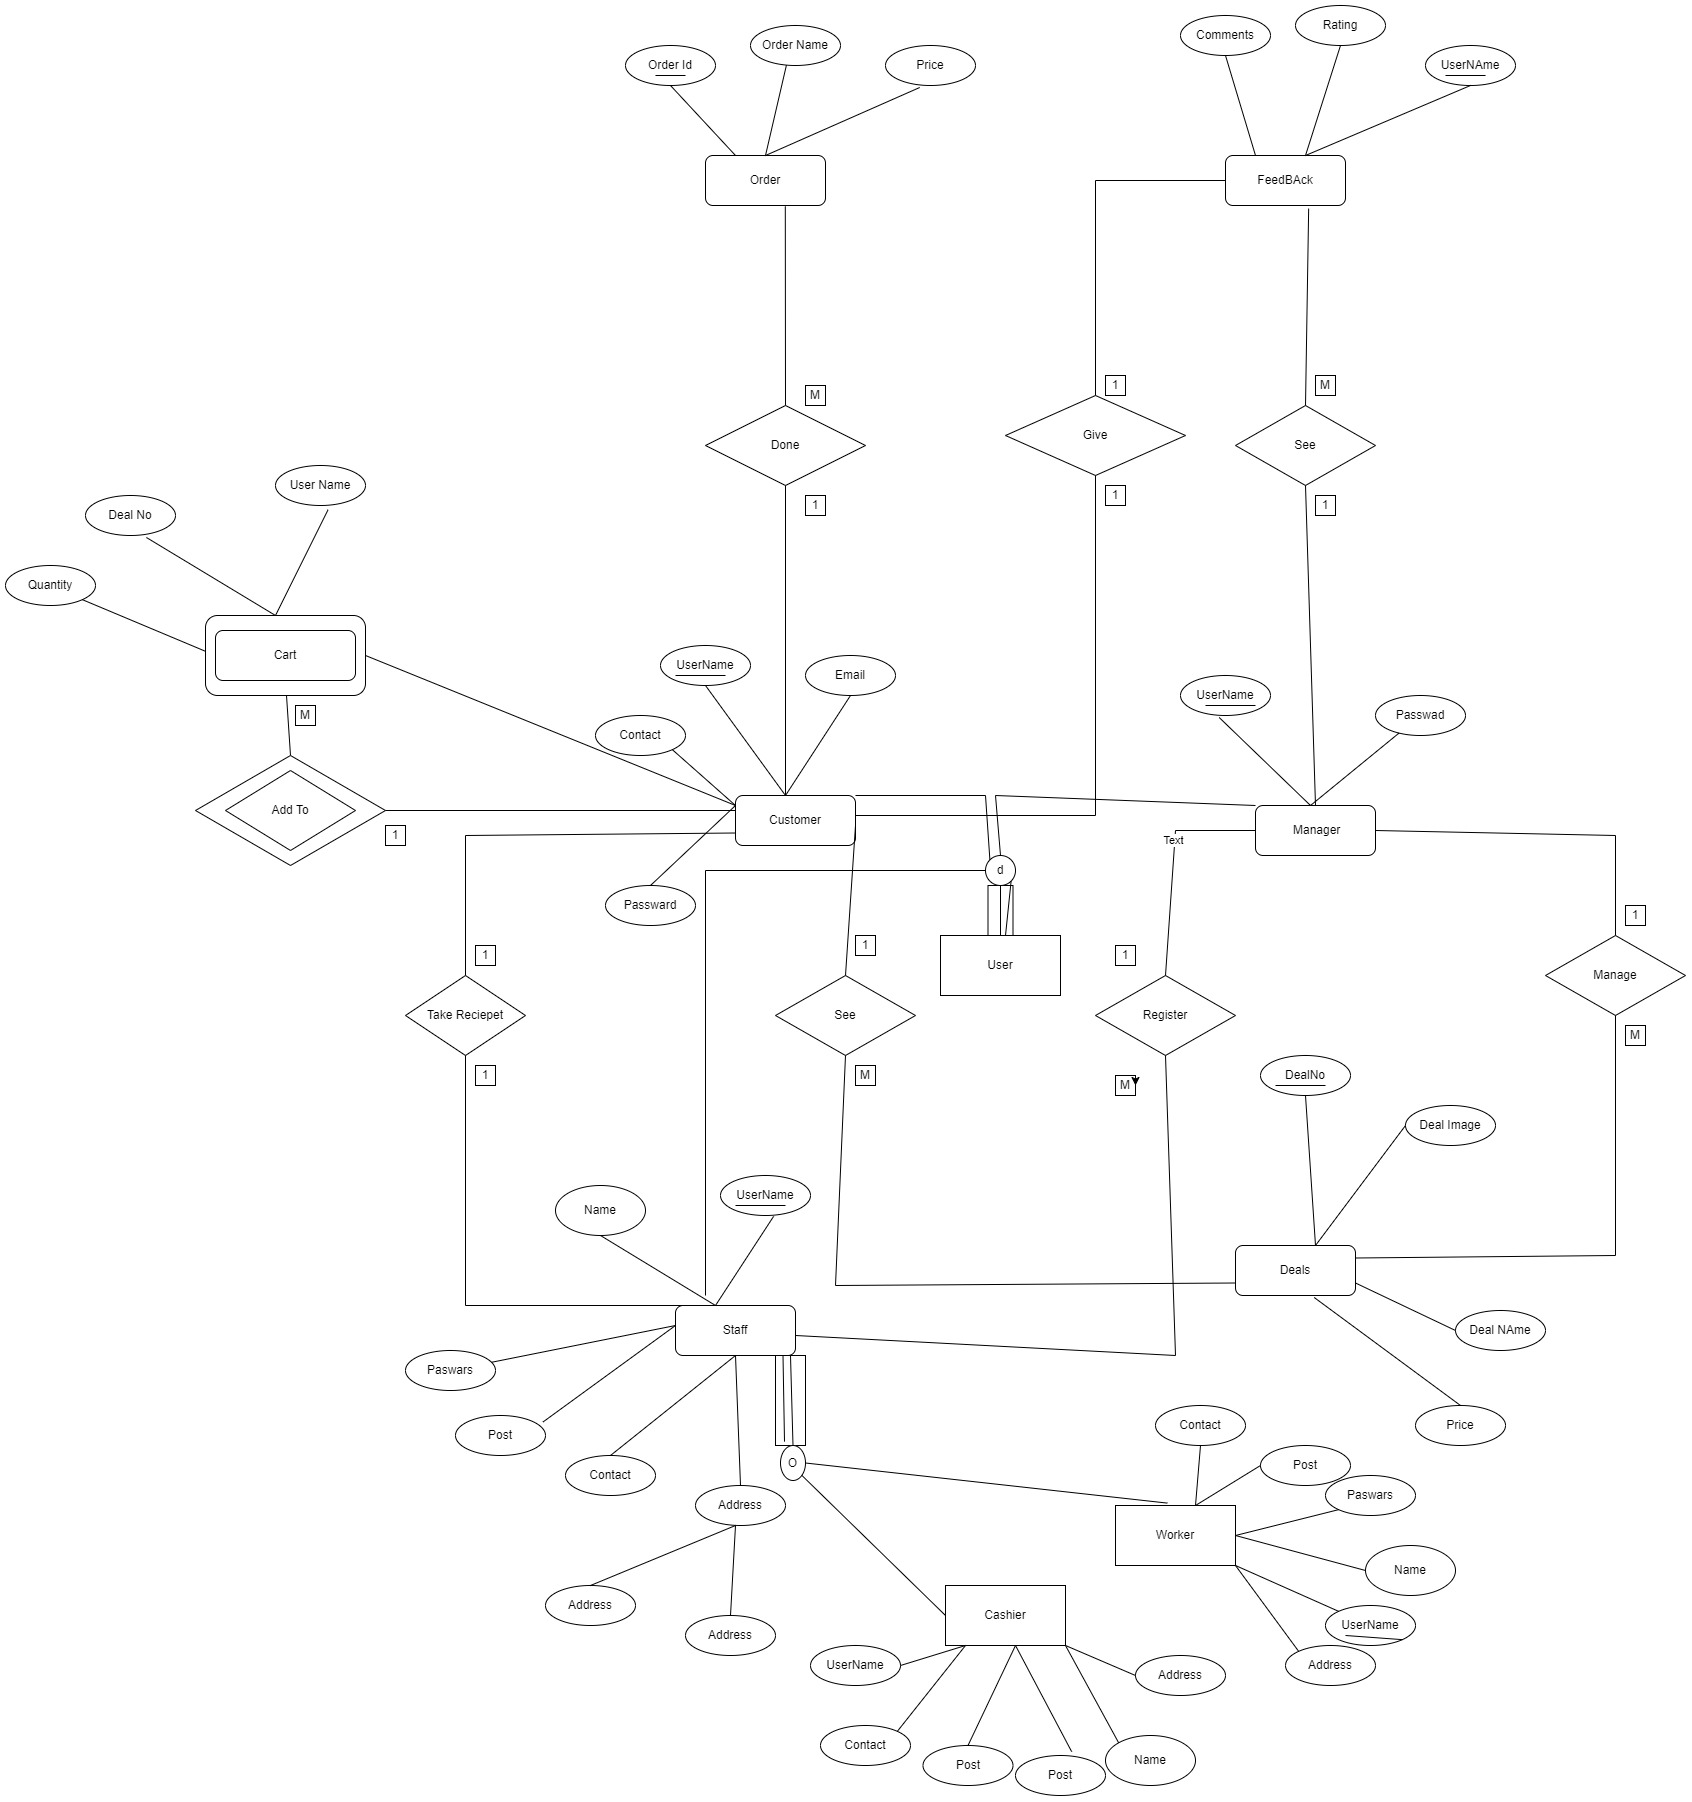 Rating
Comments
Order Name
Order Id
Price
UserNAme
Order
FeedBAck
1
M
M
Give
Done
See
User Name
1
1
1
Deal No
Quantity
Cart
UserName
Email
UserName
M
Passwad
Contact
Add To
Customer
Manager
1
Text
d
Passward
1
1
1
1
User
Manage
Take Reciepet
See
Register
M
1
M
M
DealNo
Deal Image
UserName
Name
Deals
Staff
Deal NAme
Paswars
Contact
Price
Post
O
Post
Contact
Paswars
Address
Worker
Name
Address
Cashier
UserName
Address
UserName
Address
Address
Contact
Name
Post
Post